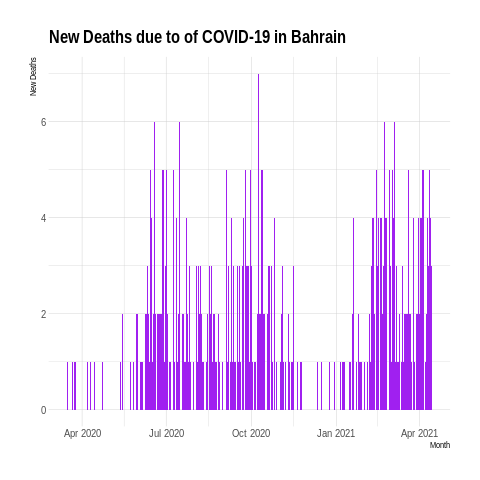 New Deaths due to of COVID-19 in Bahrain
New Deaths
6
4
2
0
Apr 2020 Jul 2020 Oct 2020 Jan 2021 Apr 2021
Month